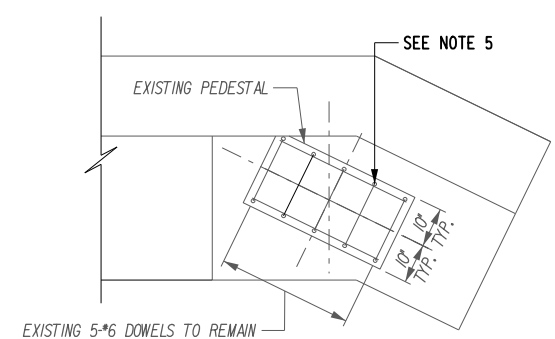 SEE NOTE 5
EXISTING PEDESTAL
10"
TYP.
10"
TYP.
EXISTING 5-#6 DOWELS TO REMAIN